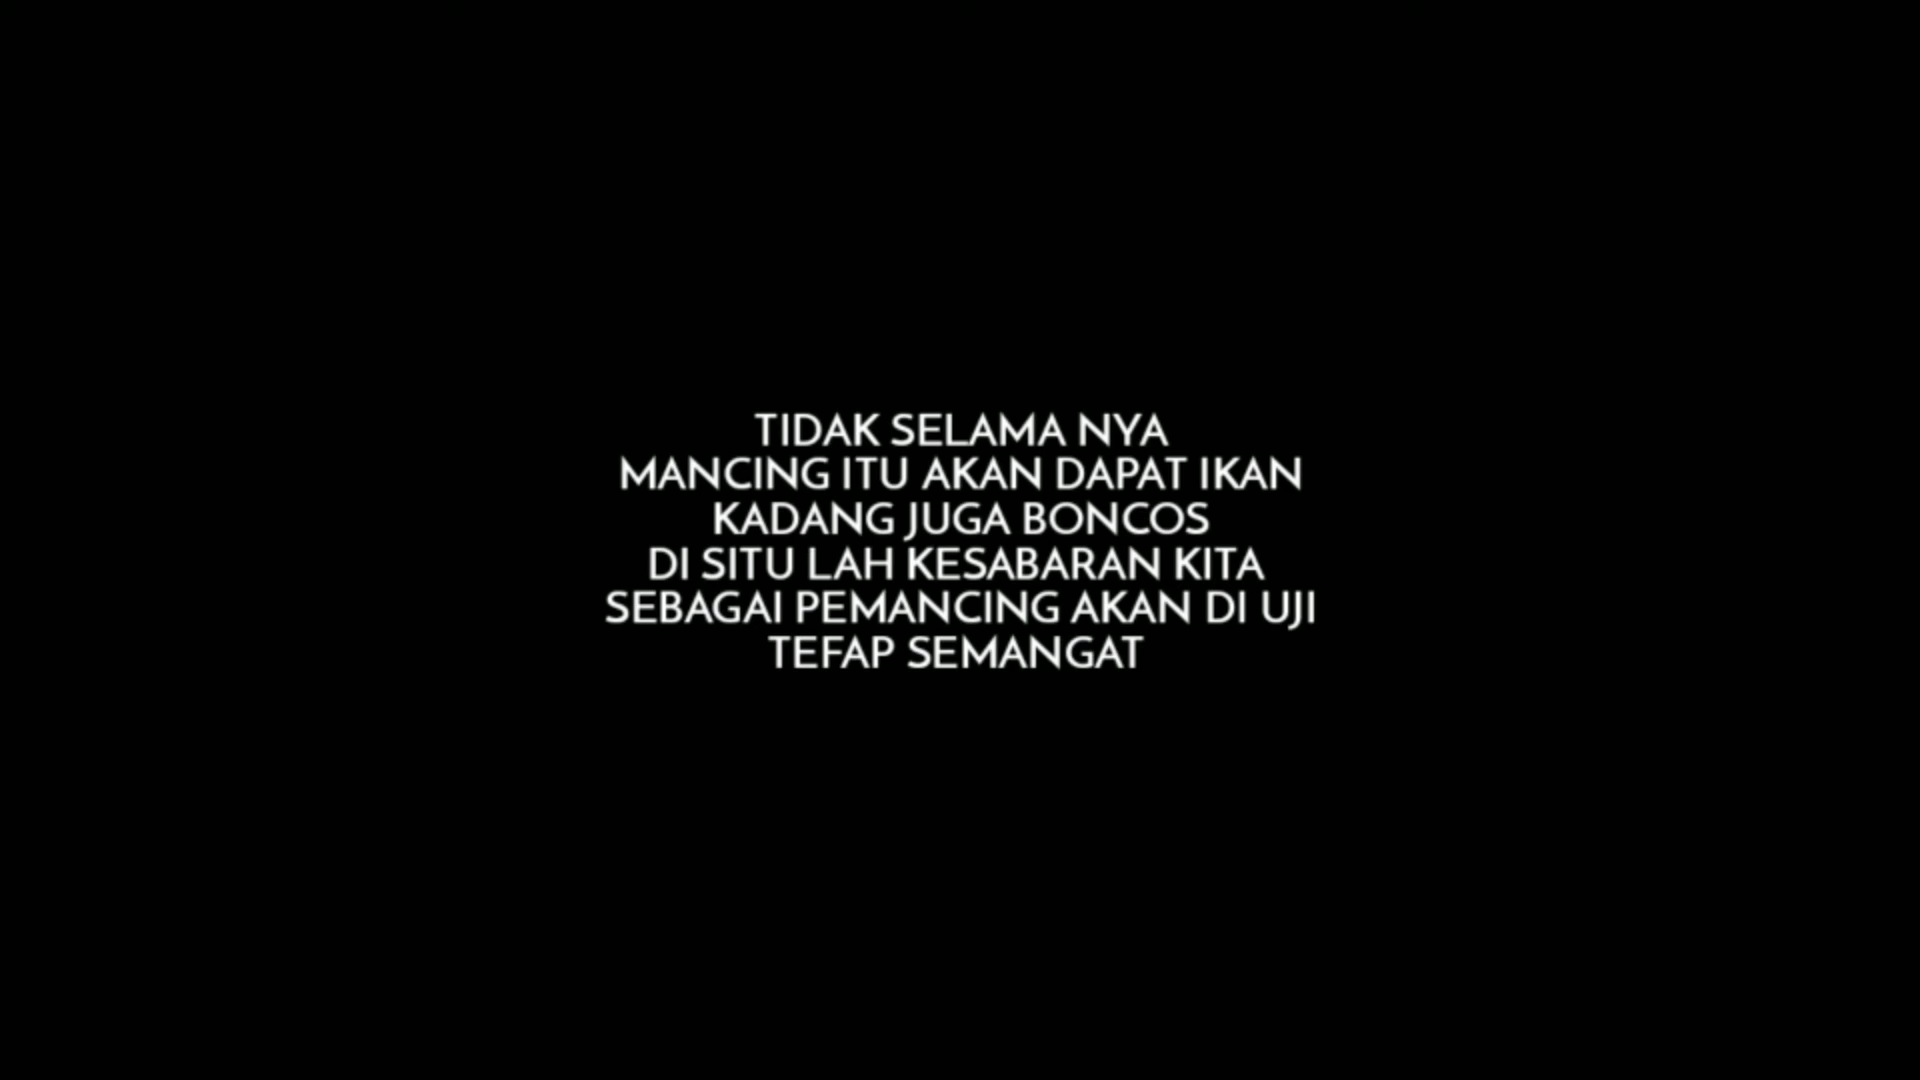 TIDAK SELAMA NYA
MANCING ITU AKAN DAPAT IKAN
KADANG JUGA BONCOS
DI SITU LAH KESABARAN KITA
SEBAGAI PEMANCING AKAN DI UJI
TEFAP SEMANGAT